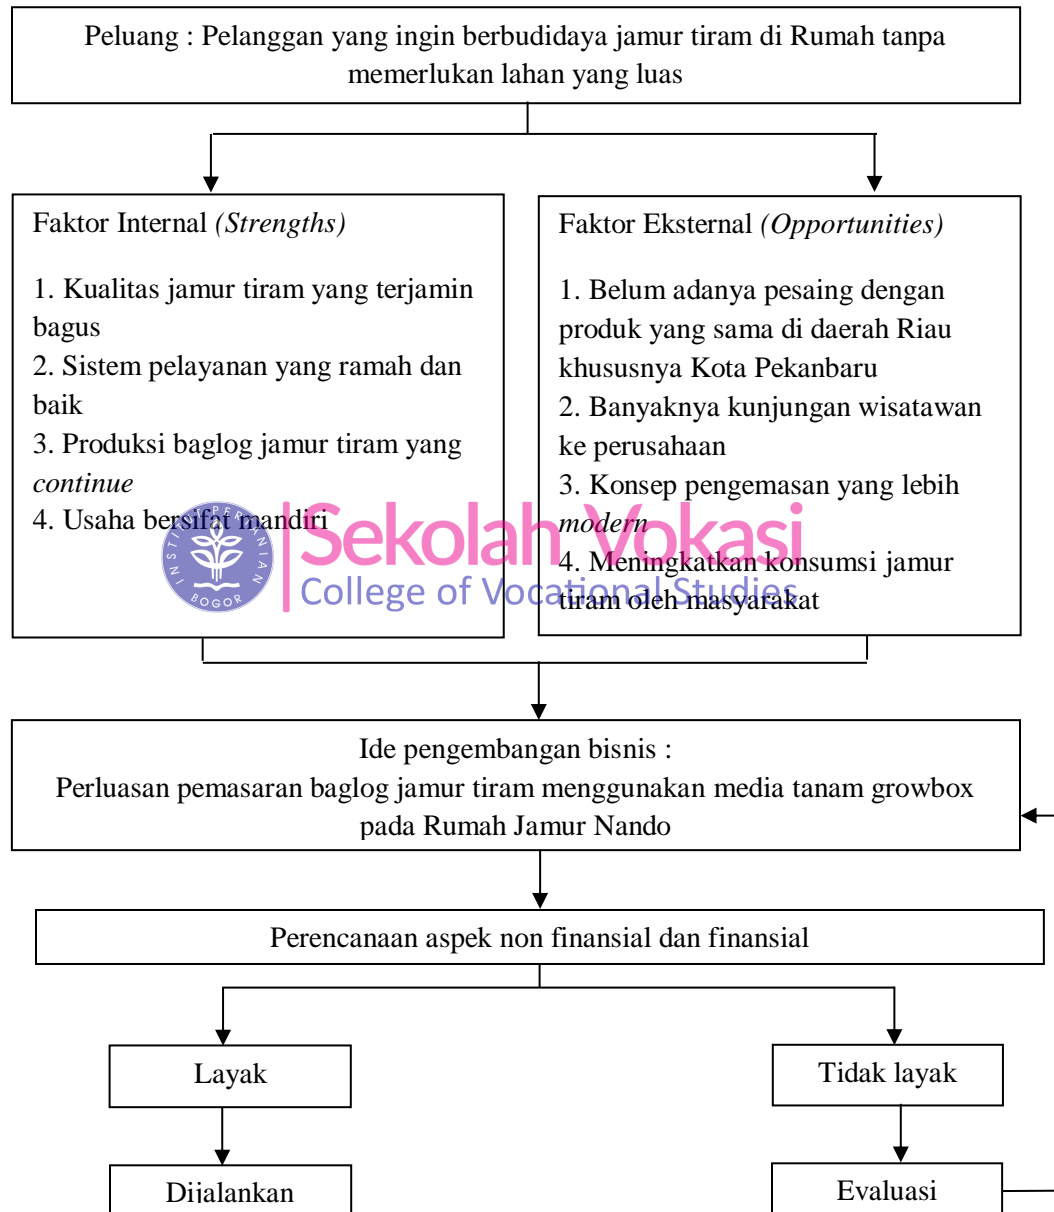 Peluang : Pelanggan yang ingin berbudidaya jamur tiram di Rumah tanpa
memerlukan lahan yang luas
Faktor Internal (Strengths)
1. Kualitas jamur tiram yang terjamin
bagus
2. Sistem pelayanan yang ramah dan
baik
3. Produksi baglog jamur tiram yang
continue
4. Usaha bersifat mandiri
Faktor Eksternal (Opportunities)
1. Belum adanya pesaing dengan
produk yang sama di daerah Riau
khususnya Kota Pekanbaru
2. Banyaknya kunjungan wisatawan
ke perusahaan
3. Konsep pengemasan yang lebih
modern
4. Meningkatkan konsumsi jamur
tiram oleh masyarakat
INSTITUT PERTANIAN
BOGOR
Sekolah Vokasi
College of Vocational Studies
Ide pengembangan bisnis :
Perluasan pemasaran baglog jamur tiram menggunakan media tanam growbox
pada Rumah Jamur Nando
Perencanaan aspek non finansial dan finansial
Layak
Tidak layak
Dijalankan
Evaluasi